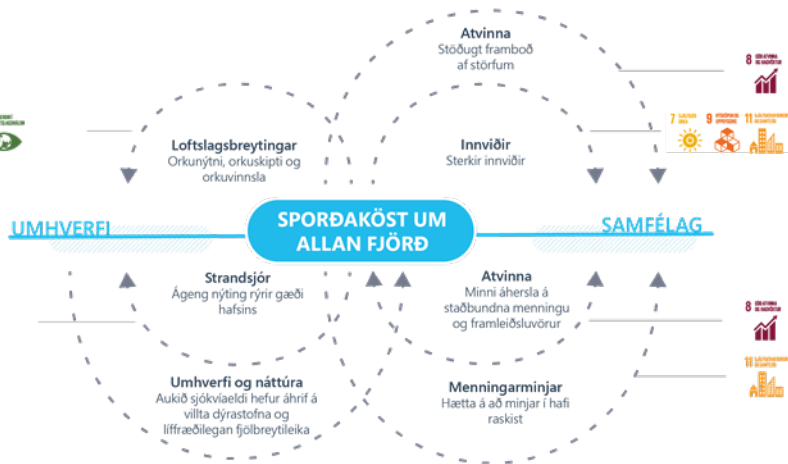 Atvinna
Stöðugt framboð
af störfum
8
Loftslagsbreytingar
Orkunýtni, orkuskipti og
orkuvinnsla
Innviðir
Sterkir innviðir
7 9 11
UMHVERFI
SPORÐAKÖST UM
ALLAN FJÖRÐ
SAMFÉLAG
Strandsjór
Ágeng nýting rýrir gæði
hafsins
Atvinna
Minni áhersla á
staðbundna menningu
og framleiðsluvörur
8
Umhverfi og náttúra
Aukið sjókvíaeldi hefur áhrif á
villta dýrastofna og
líffræðilegan fjölbreytileika
Menningarminjar
Hætta á að minjar í hafi
raskist
11